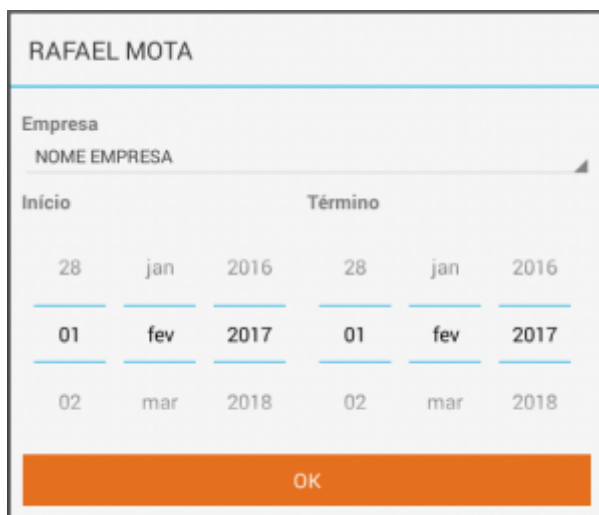 RAFAEL MOTA
Empresa
NOME EMPRESA
Início Término
28 jan 2016 28 jan 2016
01 fev 2017 01 fev 2017
02 mar 2018 02 mar 2018
OK